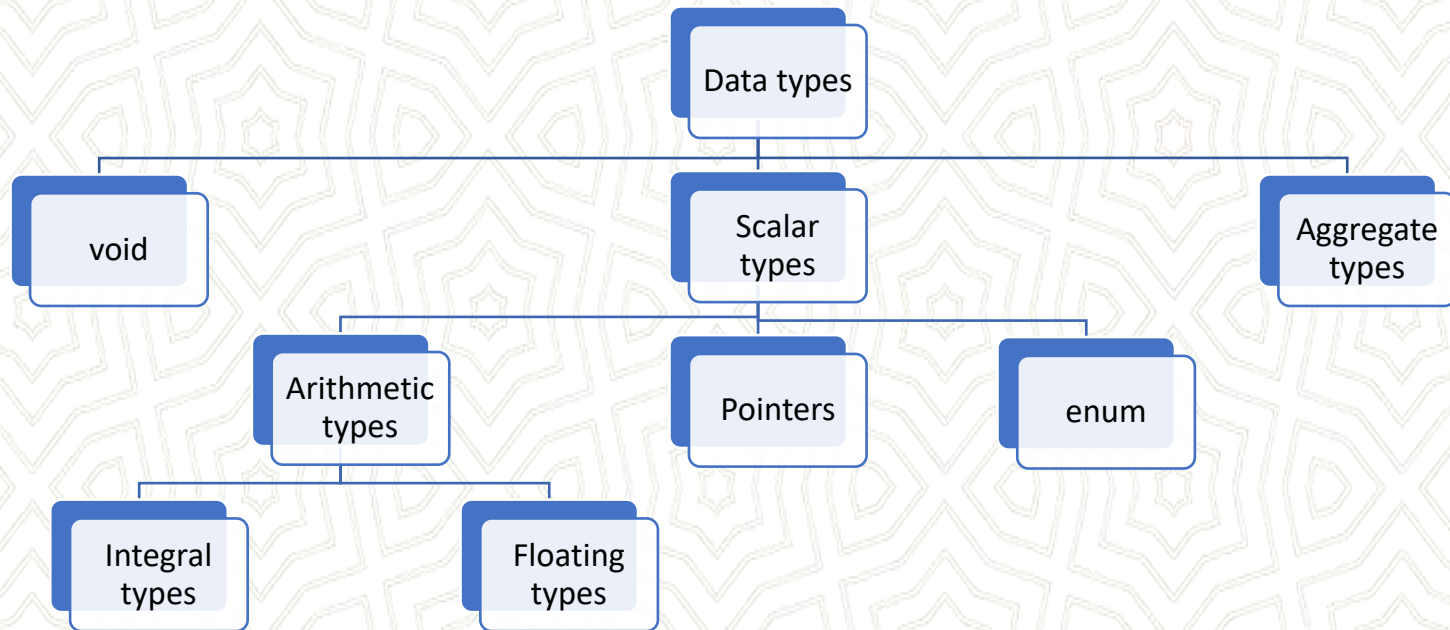 Data types
void
Scalar
types
Aggregate
types
Arithmetic
types
Pointers
enum
Integral
types
Floating
types